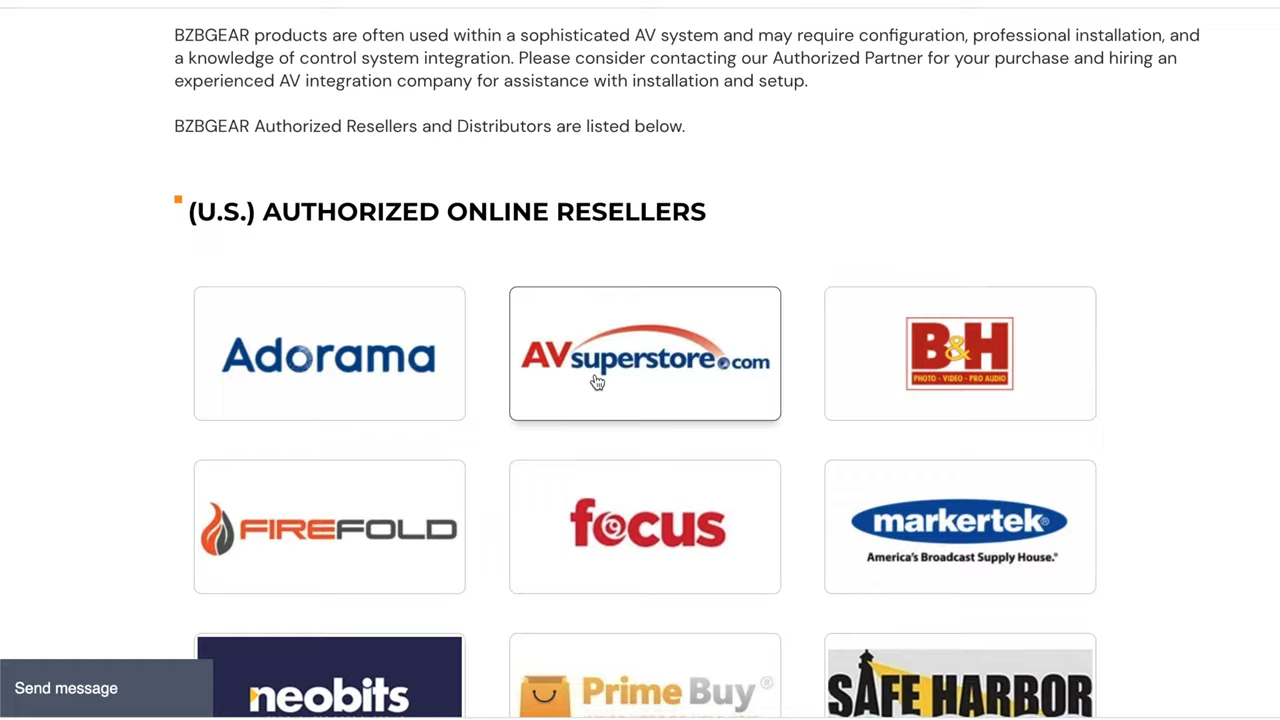 BZBGEAR products are often used within a sophisticated AV system and may require configuration, professional installation, and
a knowledge of control system integration. Please consider contacting our Authorized Partner for your purchase and hiring an
experienced AV integration company for assistance with installation and setup.
BZBGEAR Authorized Resellers and Distributors are listed below.
(U.S.) AUTHORIZED ONLINE RESELLERS
Adorama
AVsuperstore.com
B&H
PHOTO - VIDEO - PRO AUDIO
FIREFOLD
focus
markertek®
America's Broadcast Supply House.®
neobits
Prime Buy®
SAFE HARBOR
Send message